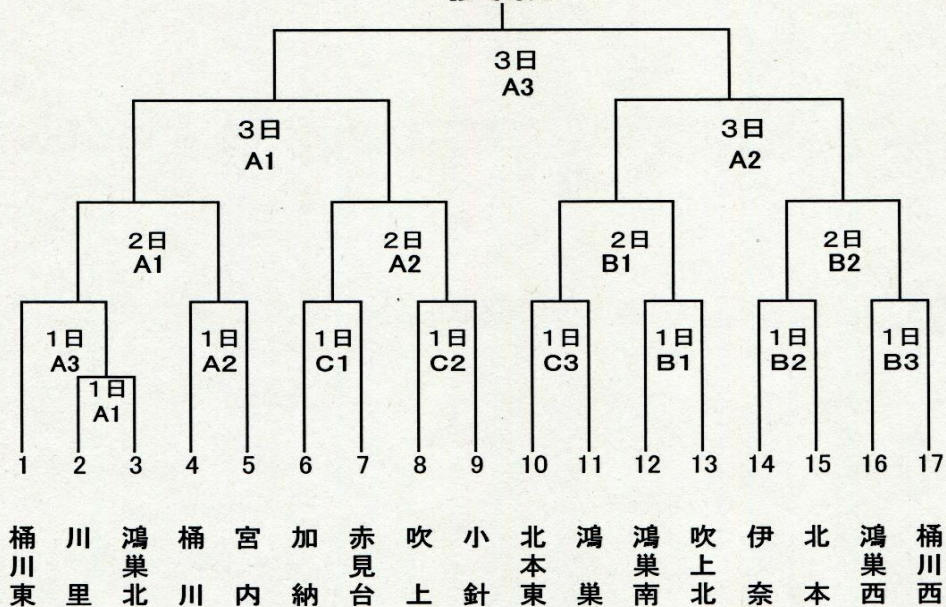 3日
A3
3日
A1
3日
A2
2日
A1
2日
A2
2日
B1
2日
B2
1日
A3
1日
A2
1日
C1
1日
C2
1日
C3
1日
B1
1日
B2
1日
B3
1日
A1
1 2 3 4 5 6 7 8 9 10 11 12 13 14 15 16 17
桶川東
川里
鴻巣北
桶川
宮内
加納
赤見台
吹上
小針
北本東
鴻巣
鴻巣南
吹上北
伊奈
北本
鴻巣西
桶川西